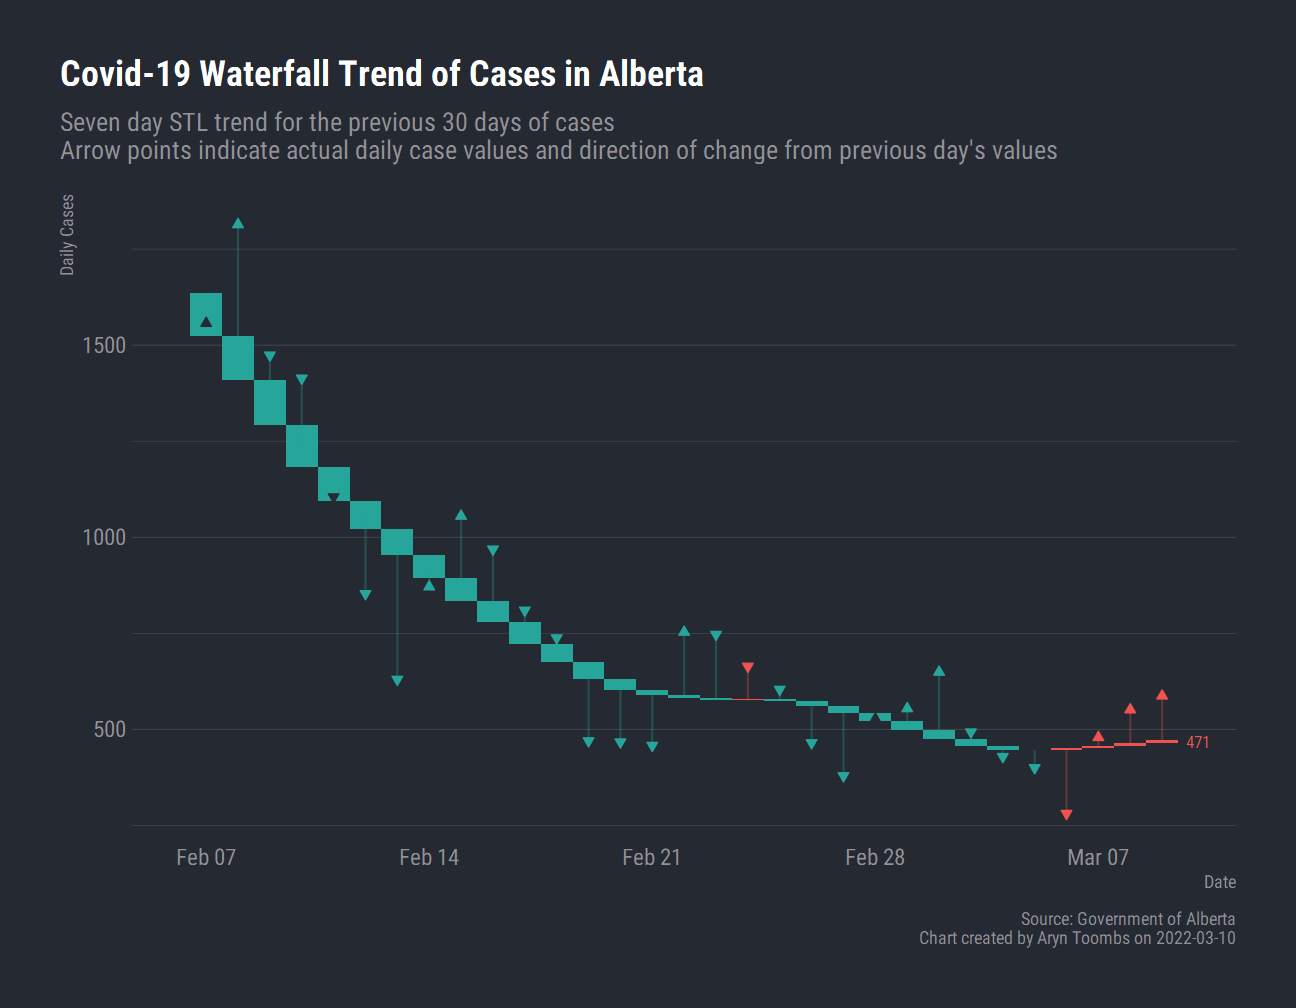 Covid-19 Waterfall Trend of Cases in Alberta
Seven day STL trend for the previous 30 days of cases
Arrow points indicate actual daily case values and direction of change from previous day's values
Daily Cases
1500
1000
500
471
Feb 07
Feb 14
Feb 21
Feb 28
Mar 07
Date
Source: Government of Alberta
Chart created by Aryn Toombs on 2022-03-10